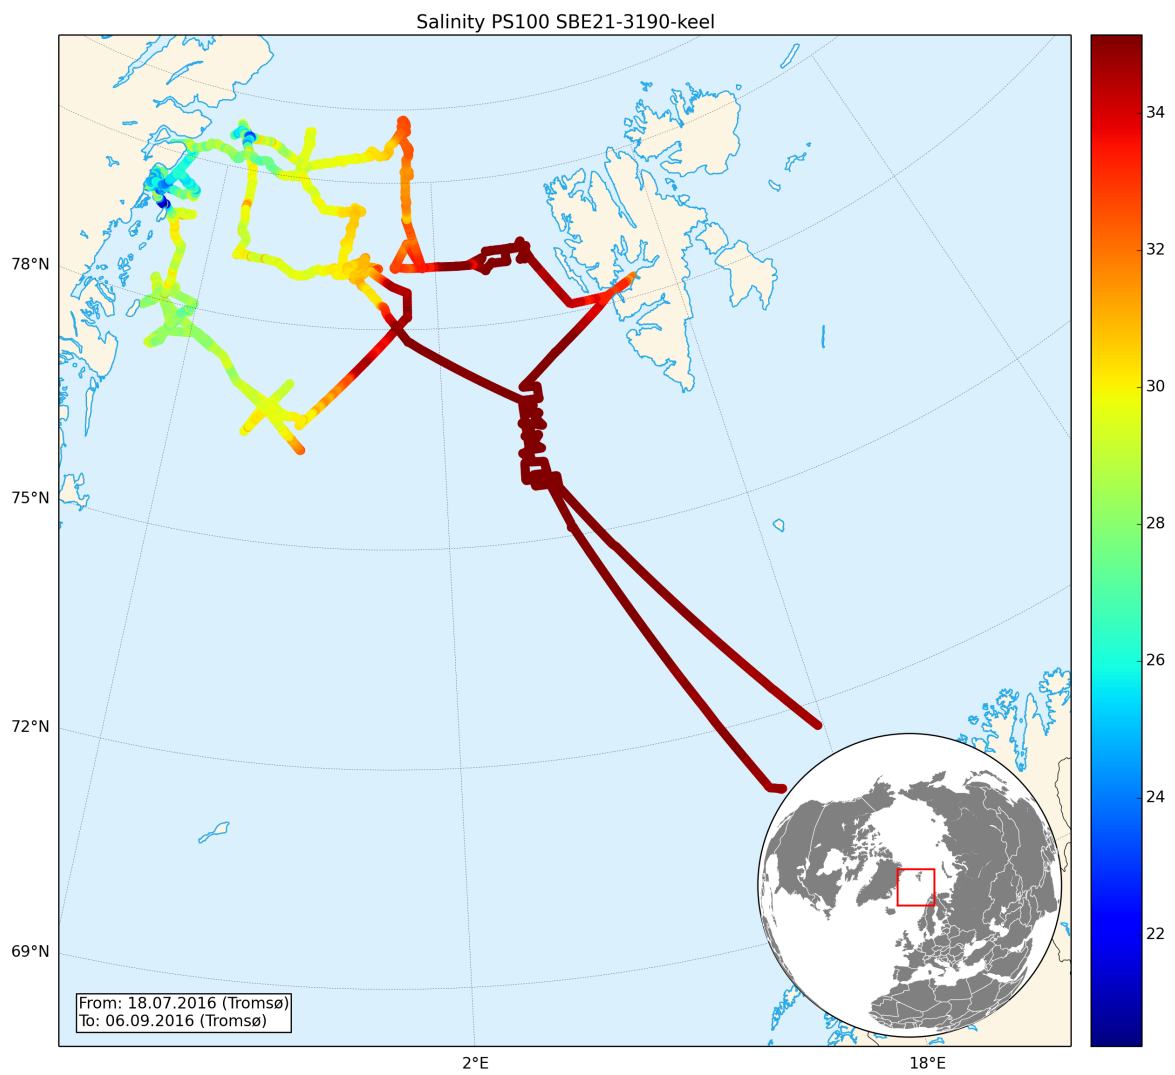 Salinity PS100 SBE21-3190-keel
34
78°N
32
30
75°N
28
26
72°N
24
22
69°N
From: 18.07.2016 (Tromsø)
To: 06.09.2016 (Tromsø)
2°E
18°E